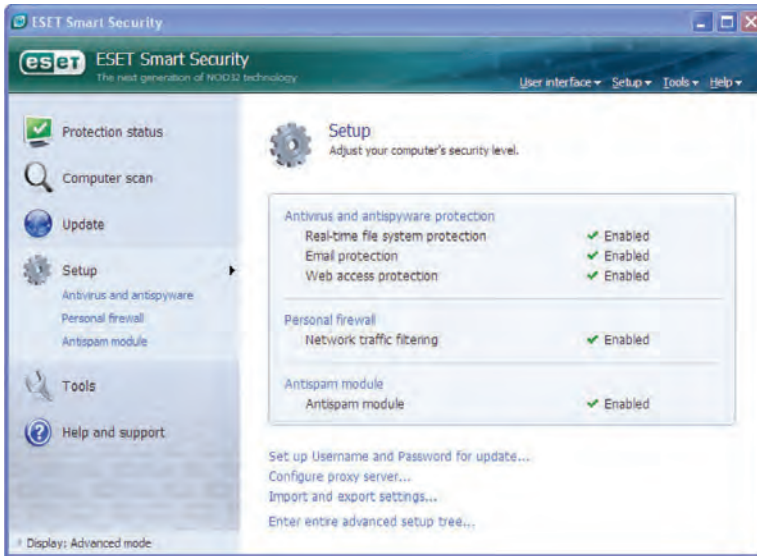 ESET Smart Security
eset ESET Smart Security
The next generation of NOD32 technology
User interface Setup Tools Help
Protection status
Computer scan
Update
Setup
Antivirus and antispyware
Personal firewall
Antispam module
Tools
Help and support
Display: Advanced mode
Setup
Adjust your computer's security level.
Antivirus and antispyware protection
Real-time file system protection Enabled
Email protection Enabled
Web access protection Enabled
Personal firewall
Network traffic filtering Enabled
Antispam module
Antispam module Enabled
Set up Username and Password for update...
Configure proxy server...
Import and export settings...
Enter entire advanced setup tree...